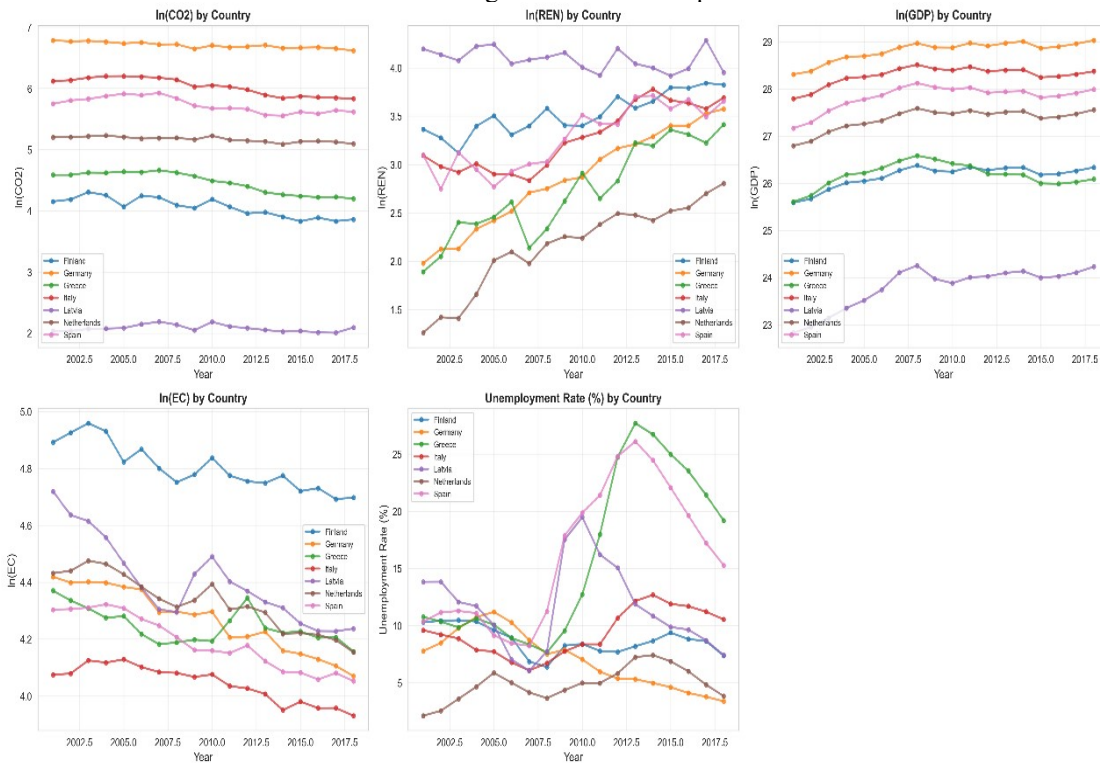 ln(CO2) by Country
7
6
5
4
3
2
ln(CO2)
Finland
Germany
Greece
Italy
Latvia
Netherlands
Spain
2002.5 2005.0 2007.5 2010.0 2012.5 2015.0 2017.5
Year
ln(REN) by Country
4.0
3.5
3.0
2.5
2.0
1.5
ln(REN)
Finland
Germany
Greece
Italy
Latvia
Netherlands
Spain
2002.5 2005.0 2007.5 2010.0 2012.5 2015.0 2017.5
Year
ln(GDP) by Country
29
28
27
26
25
24
23
ln(GDP)
Finland
Germany
Greece
Italy
Latvia
Netherlands
Spain
2002.5 2005.0 2007.5 2010.0 2012.5 2015.0 2017.5
Year
ln(EC) by Country
5.0
4.8
4.6
4.4
4.2
4.0
ln(EC)
Finland
Germany
Greece
Italy
Latvia
Netherlands
Spain
2002.5 2005.0 2007.5 2010.0 2012.5 2015.0 2017.5
Year
Unemployment Rate (%) by Country
25
20
15
10
5
Unemployment Rate (%)
Finland
Germany
Greece
Italy
Latvia
Netherlands
Spain
2002.5 2005.0 2007.5 2010.0 2012.5 2015.0 2017.5
Year